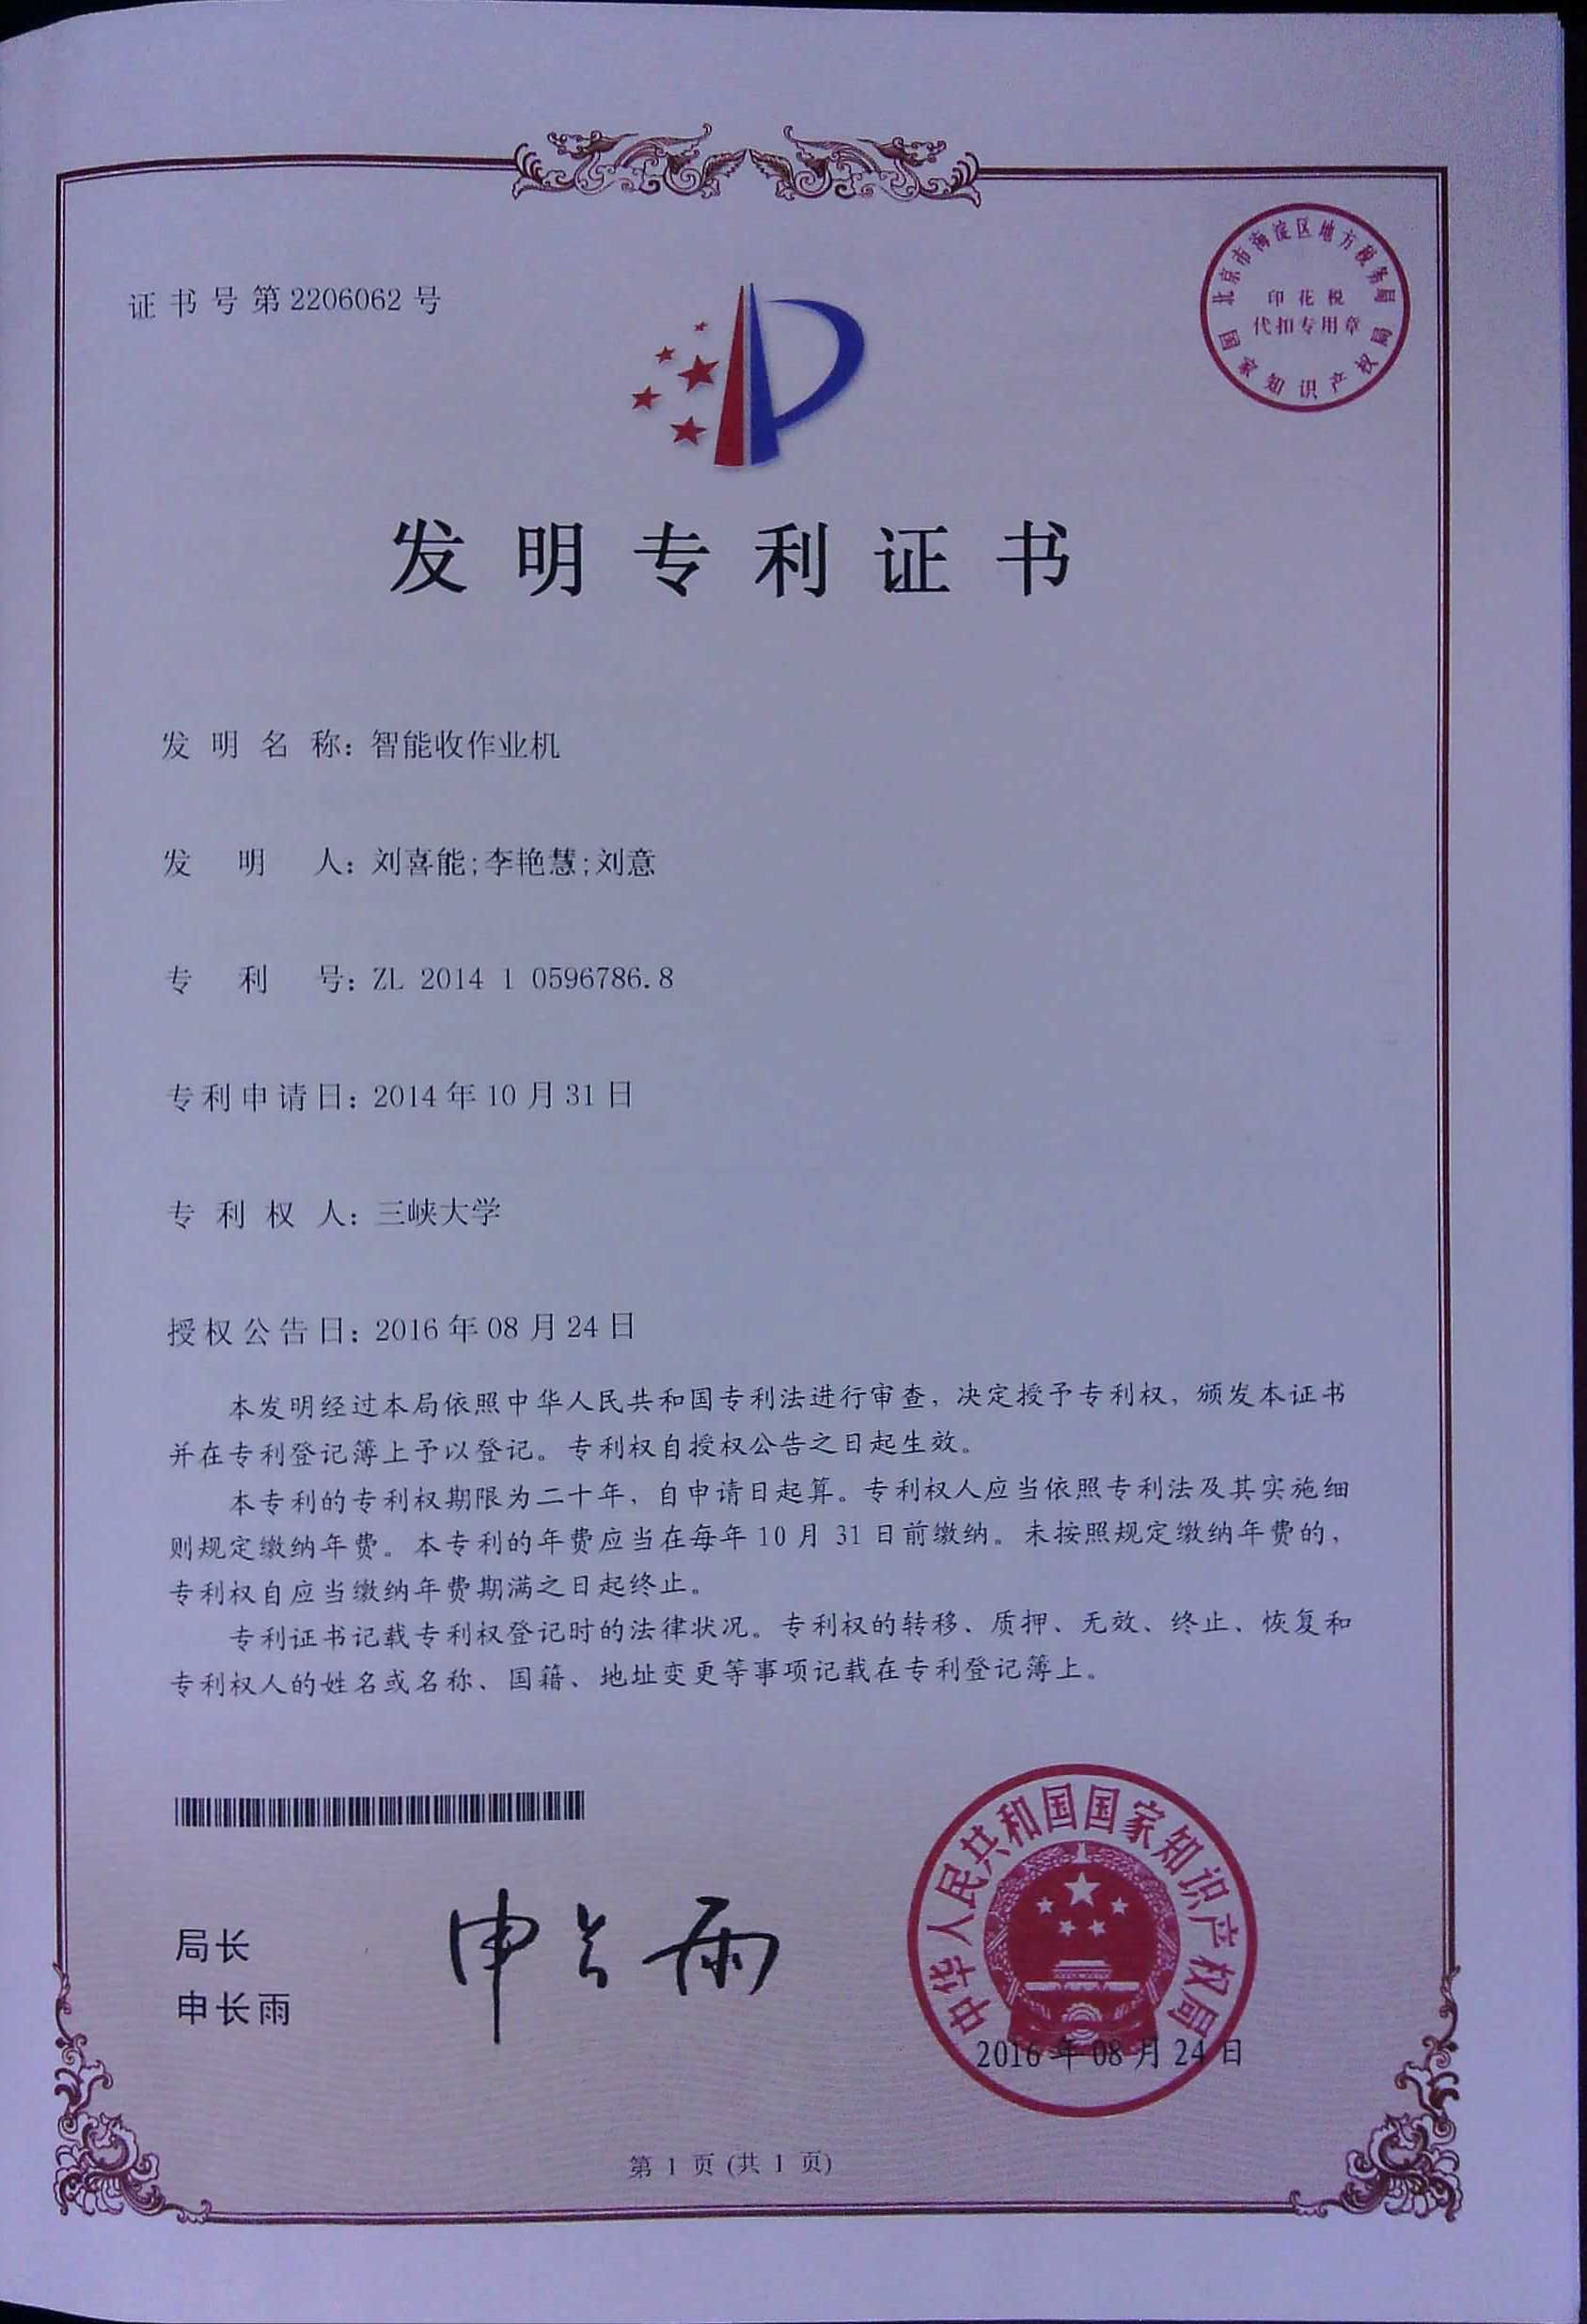 证书号第2206062号
北京市海淀区地方税务局
印花税
代扣专用章
国家知识产权局
发明专利证书
发明名称：智能收作业机
发明人：刘喜能;李艳慧;刘意
专利号：ZL 2014 1 0596786.8
专利申请日：2014年10月31日
专利权人：三峡大学
授权公告日：2016年08月24日
本发明经过本局依照中华人民共和国专利法进行审查，决定授予专利权，颁发本证书
并在专利登记簿上予以登记。专利权自授权公告之日起生效。
本专利的专利权期限为二十年，自申请日起算。专利权人应当依照专利法及其实施细
则规定缴纳年费。本专利的年费应当在每年10月31日前缴纳。未按照规定缴纳年费的，
专利权自应当缴纳年费期满之日起终止。
专利证书记载专利权登记时的法律状况。专利权的转移、质押、无效、终止、恢复和
专利权人的姓名或名称、国籍、地址变更等事项记载在专利登记簿上。
局长
申长雨
申长雨
中华人民共和国国家知识产权局
2016年08月24日
第1页(共1页)